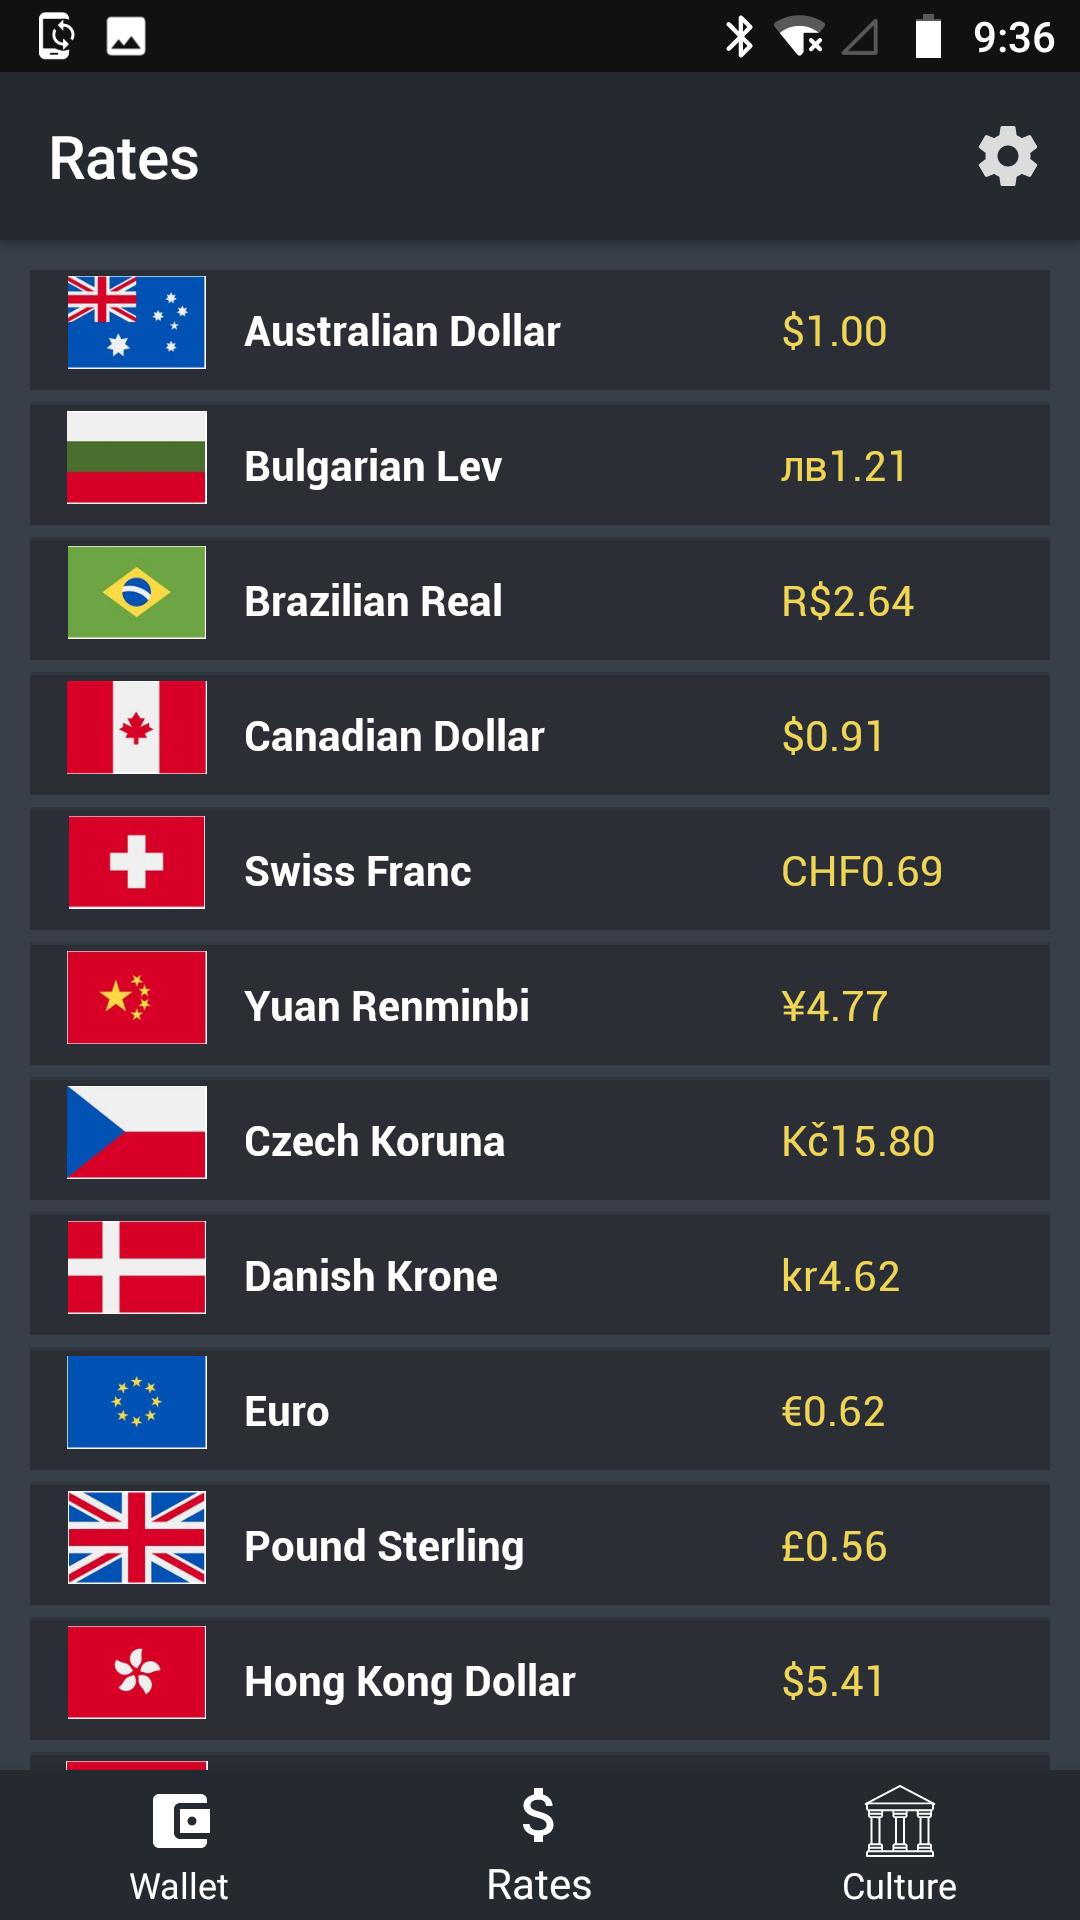 9:36
Rates
Australian Dollar $1.00
Bulgarian Lev лв1.21
Brazilian Real R$2.64
Canadian Dollar $0.91
Swiss Franc CHF0.69
Yuan Renminbi ¥4.77
Czech Koruna Kč15.80
Danish Krone kr4.62
Euro €0.62
Pound Sterling £0.56
Hong Kong Dollar $5.41
Wallet Rates Culture